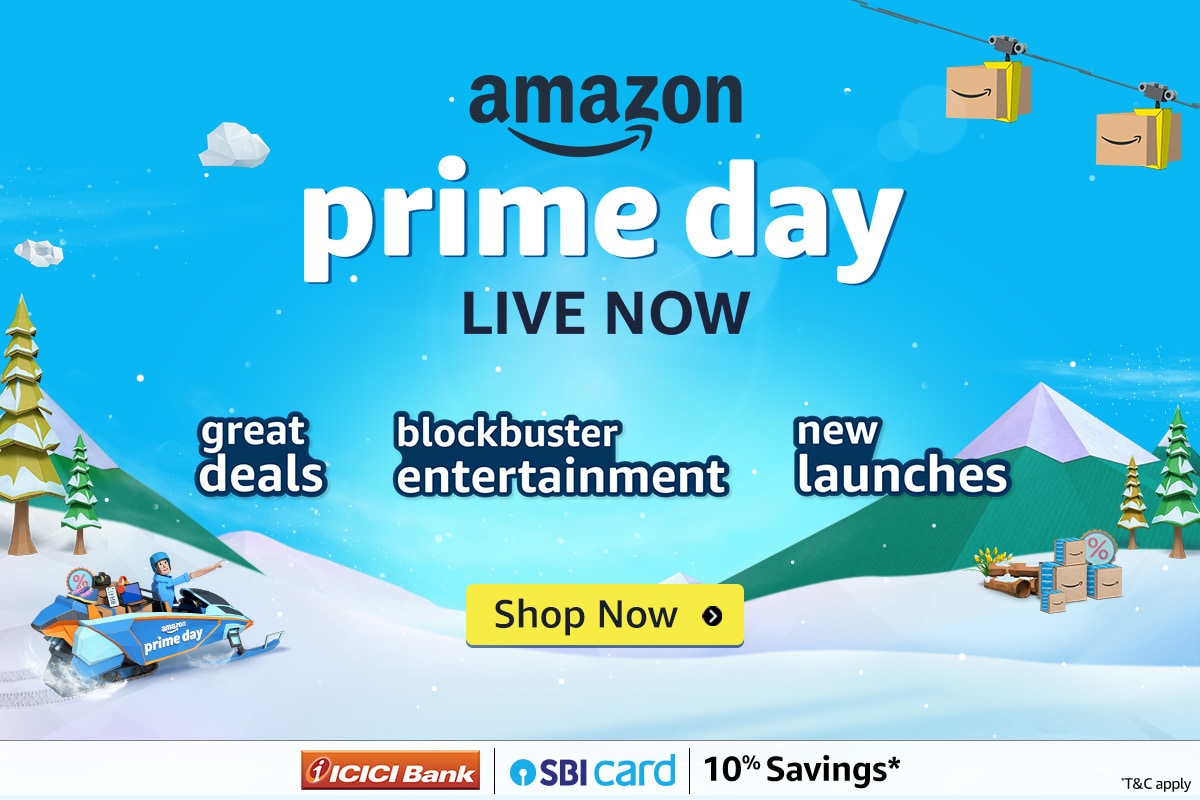 amazon
prime day
LIVE NOW
great
deals
blockbuster
entertainment
new
launches
%
amazon
prime day
%
Shop Now
i ICICI Bank
SBI card
10% Savings*
*T&C apply